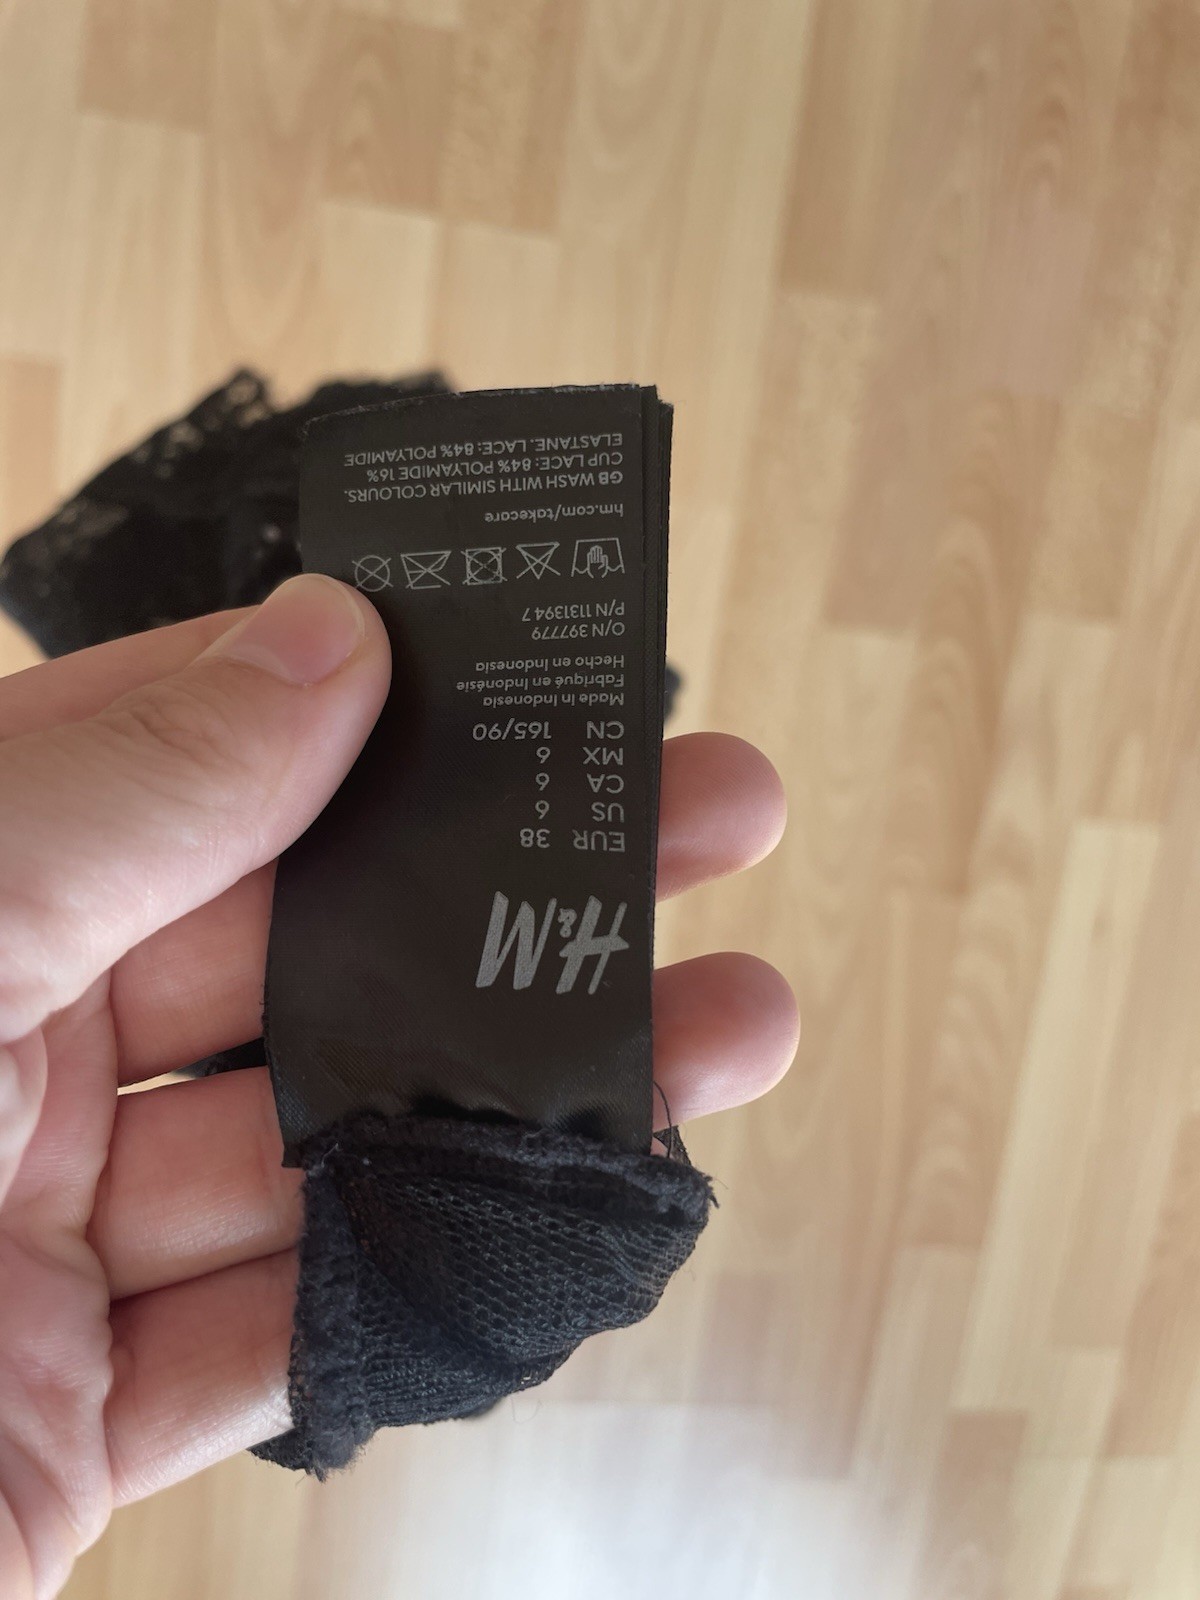 H&M
EUR 38
US 6
CA 6
MX 6
CN 165/90
Made in Indonesia
Fabriqué en Indonésie
Hecho en Indonesia
O/N 397779
P/N 1131394 7
hm.com/takecare
GB WASH WITH SIMILAR COLOURS.
CUP LACE: 84% POLYAMIDE 16%
ELASTANE. LACE: 84% POLYAMIDE